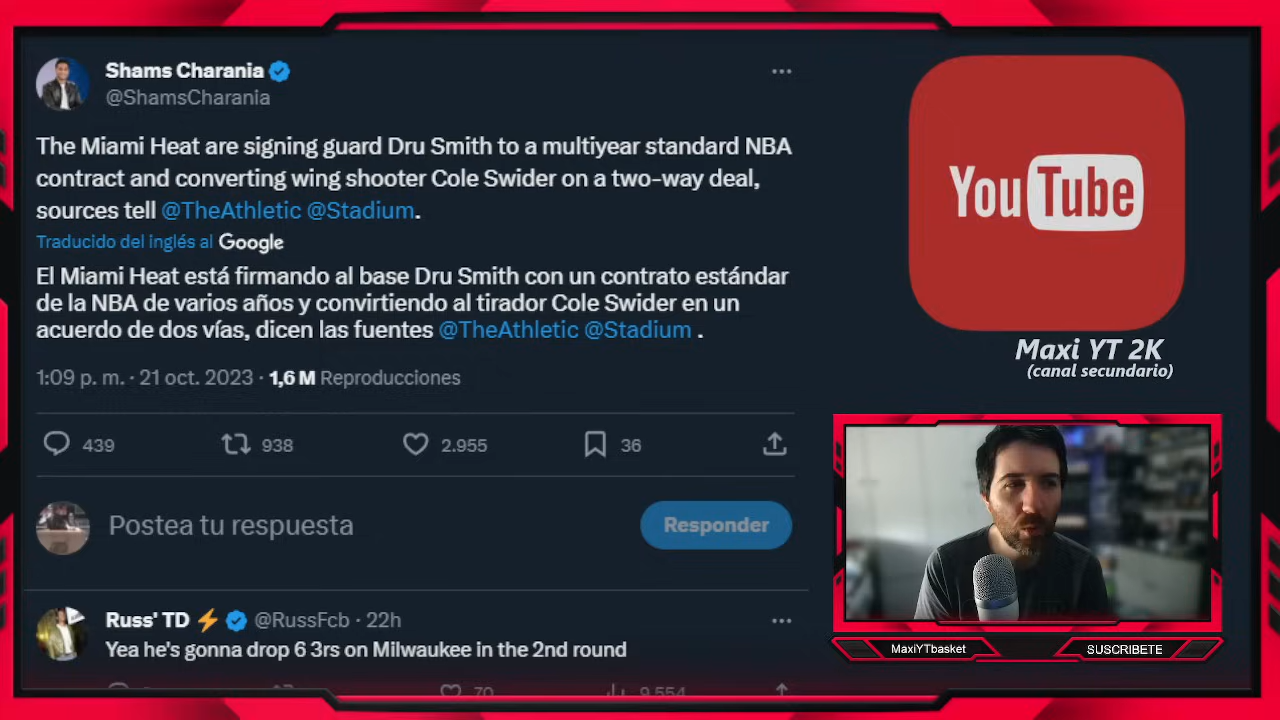 Shams Charania
@ShamsCharania
The Miami Heat are signing guard Dru Smith to a multiyear standard NBA
contract and converting wing shooter Cole Swider on a two-way deal,
sources tell @TheAthletic @Stadium.
Traducido del inglés al Google
El Miami Heat está firmando al base Dru Smith con un contrato estándar
de la NBA de varios años y convirtiendo al tirador Cole Swider en un
acuerdo de dos vías, dicen las fuentes @TheAthletic @Stadium .
1:09 p. m. · 21 oct. 2023 · 1,6 M Reproducciones
439 938 2.955 36
Postea tu respuesta
Responder
Russ' TD @RussFcb · 22h
Yea he's gonna drop 6 3rs on Milwaukee in the 2nd round
70 9.554
YouTube
Maxi YT 2K
(canal secundario)
MaxiYTbasket
SUSCRIBETE